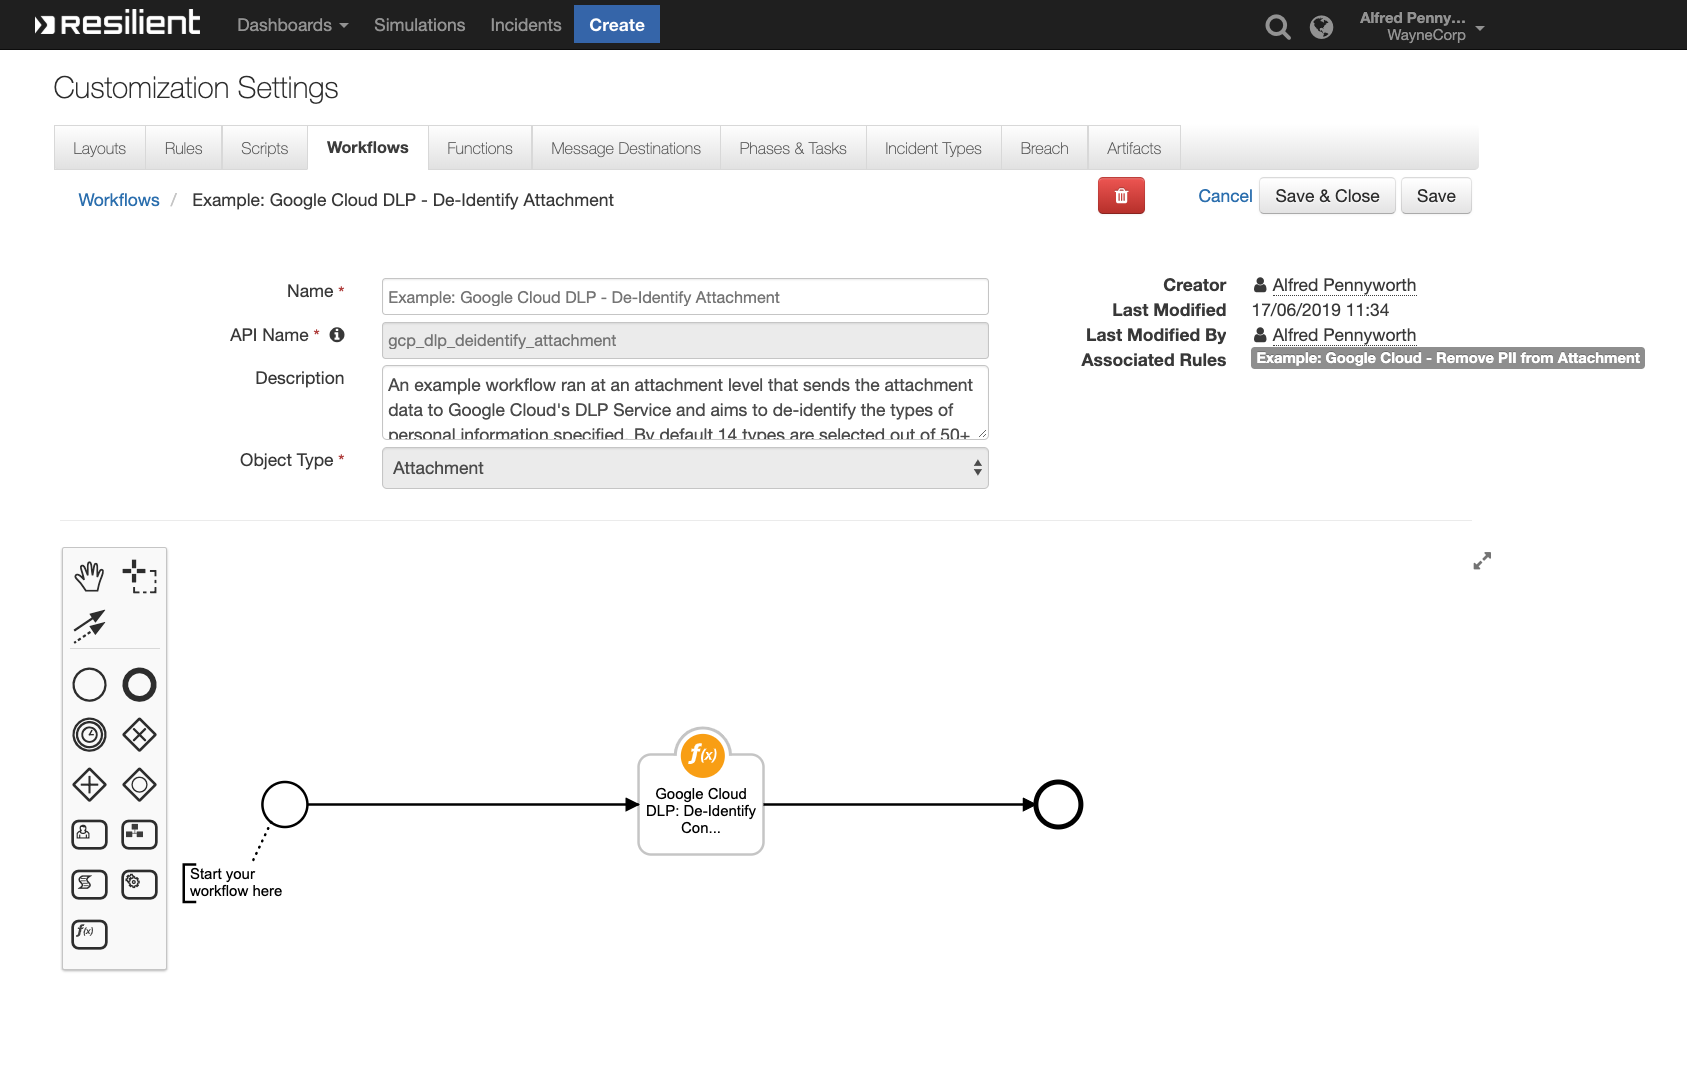 resilient Dashboards Simulations Incidents Create Alfred Penny...
WayneCorp
Customization Settings
Layouts Rules Scripts Workflows Functions Message Destinations Phases & Tasks Incident Types Breach Artifacts
Workflows / Example: Google Cloud DLP - De-Identify Attachment Cancel Save & Close Save
Name * Example: Google Cloud DLP - De-Identify Attachment
API Name * gcp_dlp_deidentify_attachment
Description An example workflow ran at an attachment level that sends the attachment
data to Google Cloud's DLP Service and aims to de-identify the types of
personal information specified. By default 14 types are selected out of 50+
Object Type * Attachment
Creator Alfred Pennyworth
Last Modified 17/06/2019 11:34
Last Modified By Alfred Pennyworth
Associated Rules Example: Google Cloud - Remove PII from Attachment
f(x)
Google Cloud
DLP: De-Identify
Con...
Start your
workflow here
f(x)